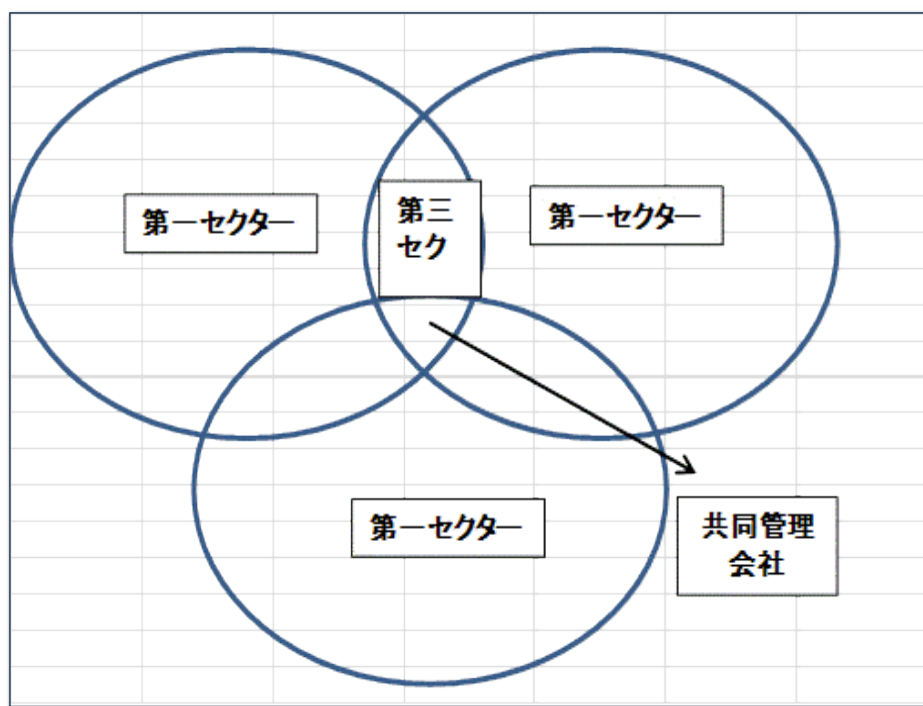 第一セクター
第三
セク
第一セクター
第一セクター
共同管理
会社